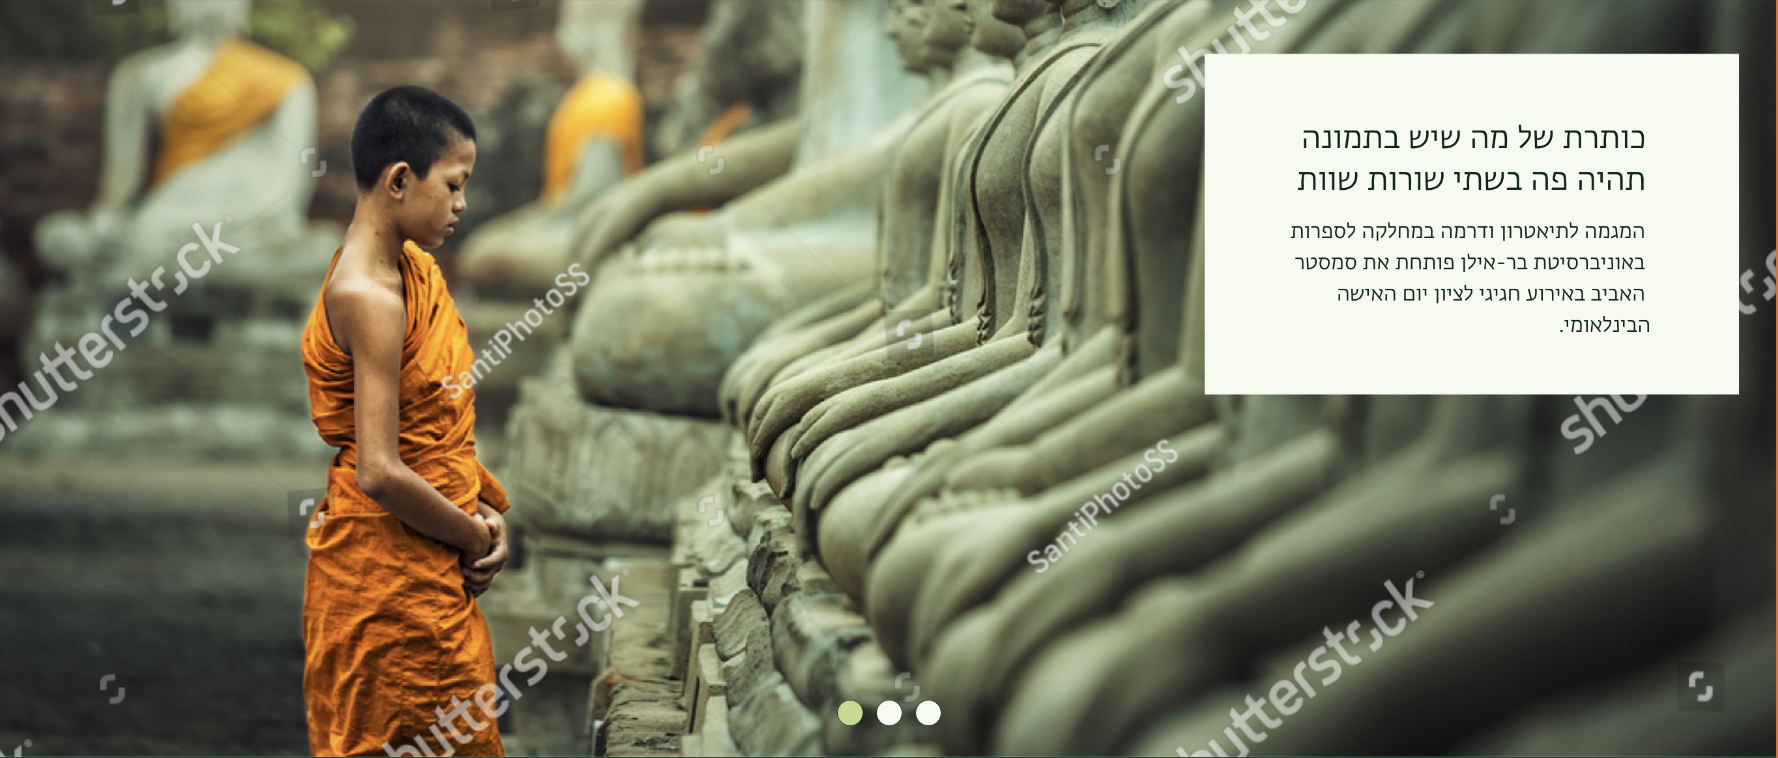 כותרת של מה שיש בתמונה
תהיה פה בשתי שורות שוות
המגמה לתיאטרון ודרמה במחלקה לספרות
באוניברסיטת בר-אילן פותחת את סמסטר
האביב באירוע חגיגי לציון יום האישה
הבינלאומי.
shutterstock
shutterstock
SantiPhotoSS
SantiPhotoSS
shutterstock
shutterstock